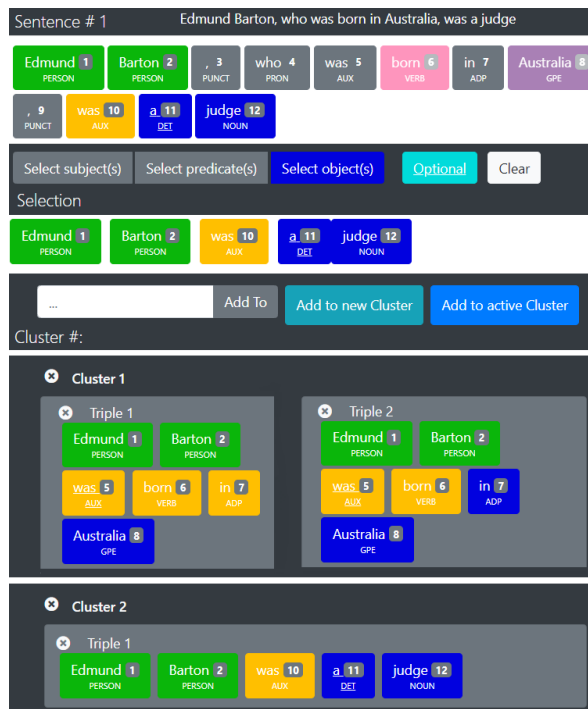 Sentence # 1 Edmund Barton, who was born in Australia, was a judge
Edmund 1 Barton 2 , 3 who 4 was 5 born 6 in 7 Australia 8
PERSON PERSON PUNCT PRON AUX VERB ADP GPE
, 9 was 10 a 11 judge 12
PUNCT AUX DET NOUN
Select subject(s) Select predicate(s) Select object(s) Optional Clear
Selection
Edmund 1 Barton 2 was 10 a 11 judge 12
PERSON PERSON AUX DET NOUN
... Add To Add to new Cluster Add to active Cluster
Cluster #:
Cluster 1
Triple 1
Edmund 1 Barton 2
PERSON PERSON
was 5 born 6 in 7
AUX VERB ADP
Australia 8
GPE
Triple 2
Edmund 1 Barton 2
PERSON PERSON
was 5 born 6 in 7
AUX VERB ADP
Australia 8
GPE
Cluster 2
Triple 1
Edmund 1 Barton 2 was 10 a 11 judge 12
PERSON PERSON AUX DET NOUN